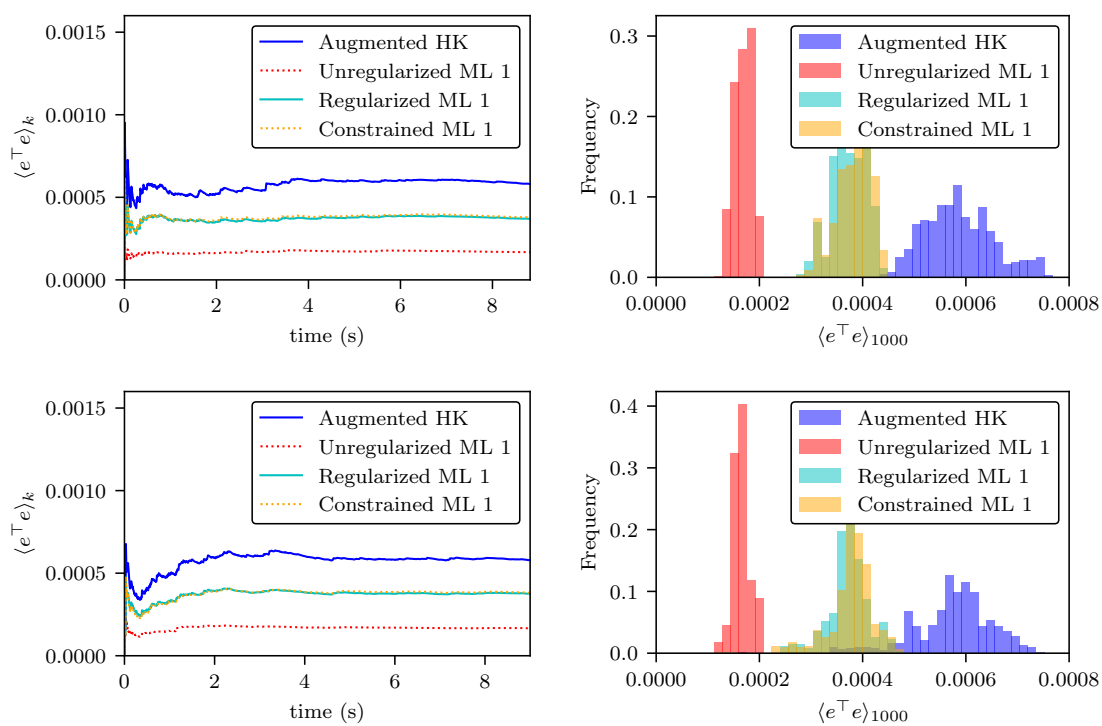 0.0015
0.0010
0.0005
0.0000
⟨e⊤e⟩k
Augmented HK
Unregularized ML 1
Regularized ML 1
Constrained ML 1
0 2 4 6 8
time (s)
0.3
0.2
0.1
0.0
Frequency
Augmented HK
Unregularized ML 1
Regularized ML 1
Constrained ML 1
0.0000 0.0002 0.0004 0.0006 0.0008
⟨e⊤e⟩1000
0.0015
0.0010
0.0005
0.0000
⟨e⊤e⟩k
Augmented HK
Unregularized ML 1
Regularized ML 1
Constrained ML 1
0 2 4 6 8
time (s)
0.4
0.3
0.2
0.1
0.0
Frequency
Augmented HK
Unregularized ML 1
Regularized ML 1
Constrained ML 1
0.0000 0.0002 0.0004 0.0006 0.0008
⟨e⊤e⟩1000